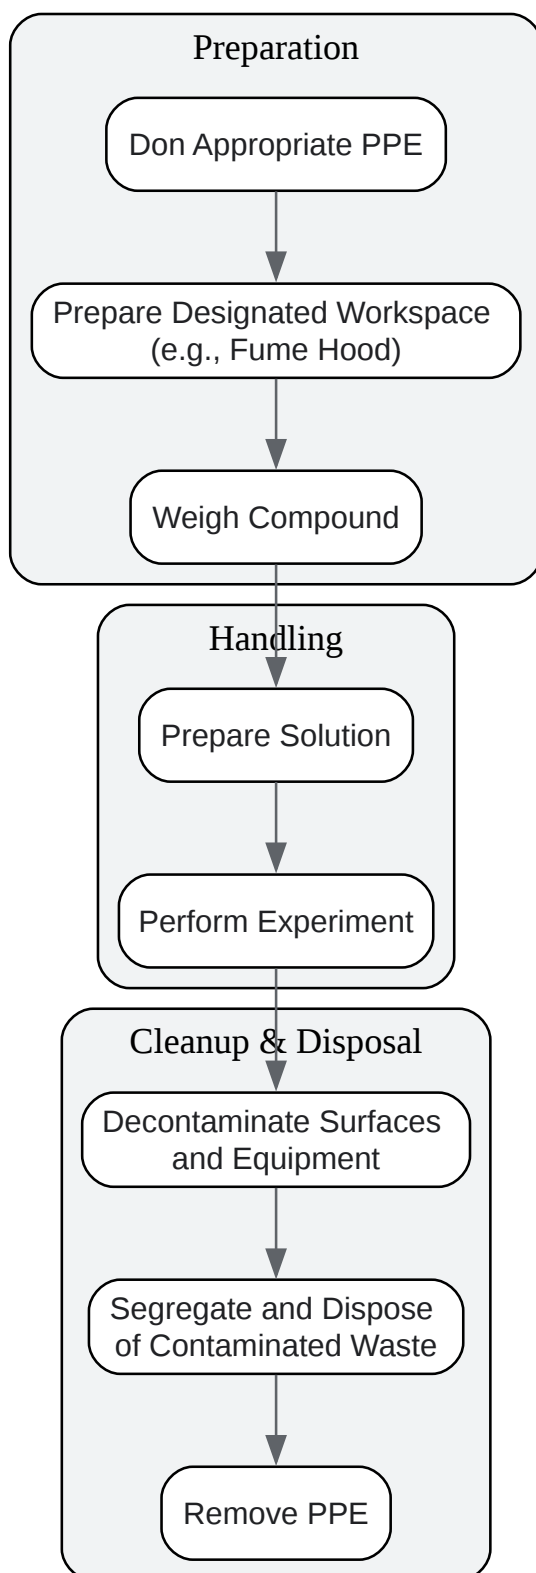 Preparation
Don Appropriate PPE
Prepare Designated Workspace
(e.g., Fume Hood)
Weigh Compound
Handling
Prepare Solution
Perform Experiment
Cleanup & Disposal
Decontaminate Surfaces
and Equipment
Segregate and Dispose
of Contaminated Waste
Remove PPE